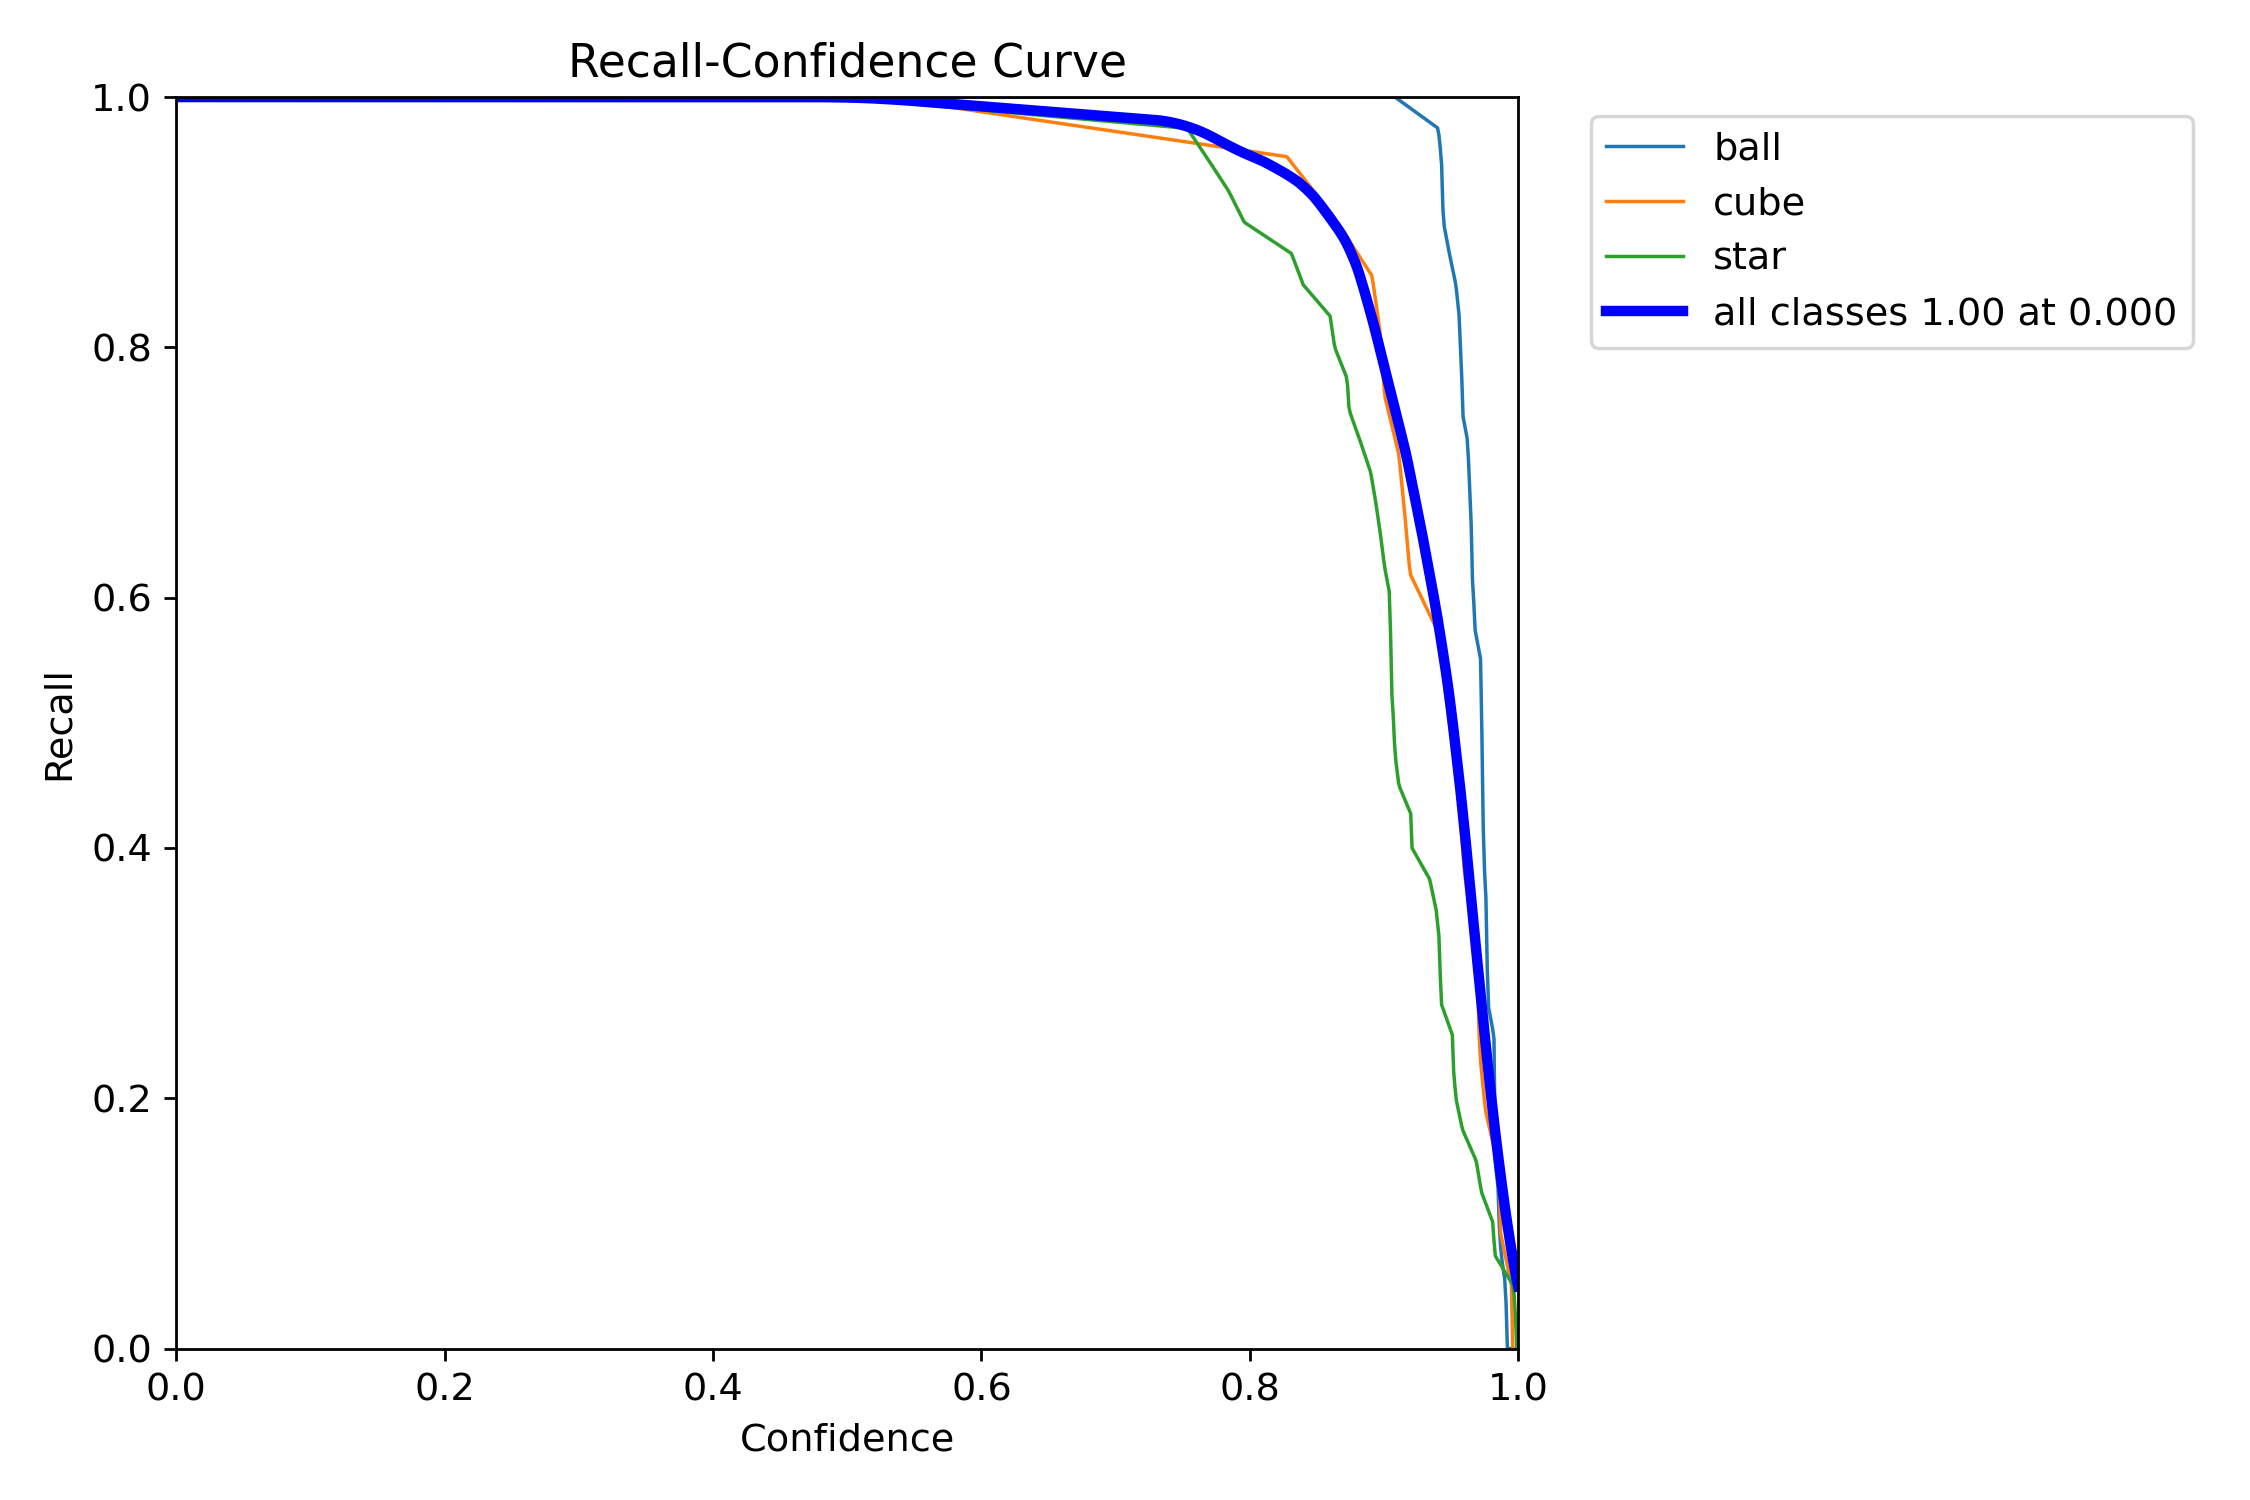 Recall-Confidence Curve
1.0
0.8
0.6
0.4
0.2
0.0
Recall
0.0 0.2 0.4 0.6 0.8 1.0
Confidence
ball
cube
star
all classes 1.00 at 0.000